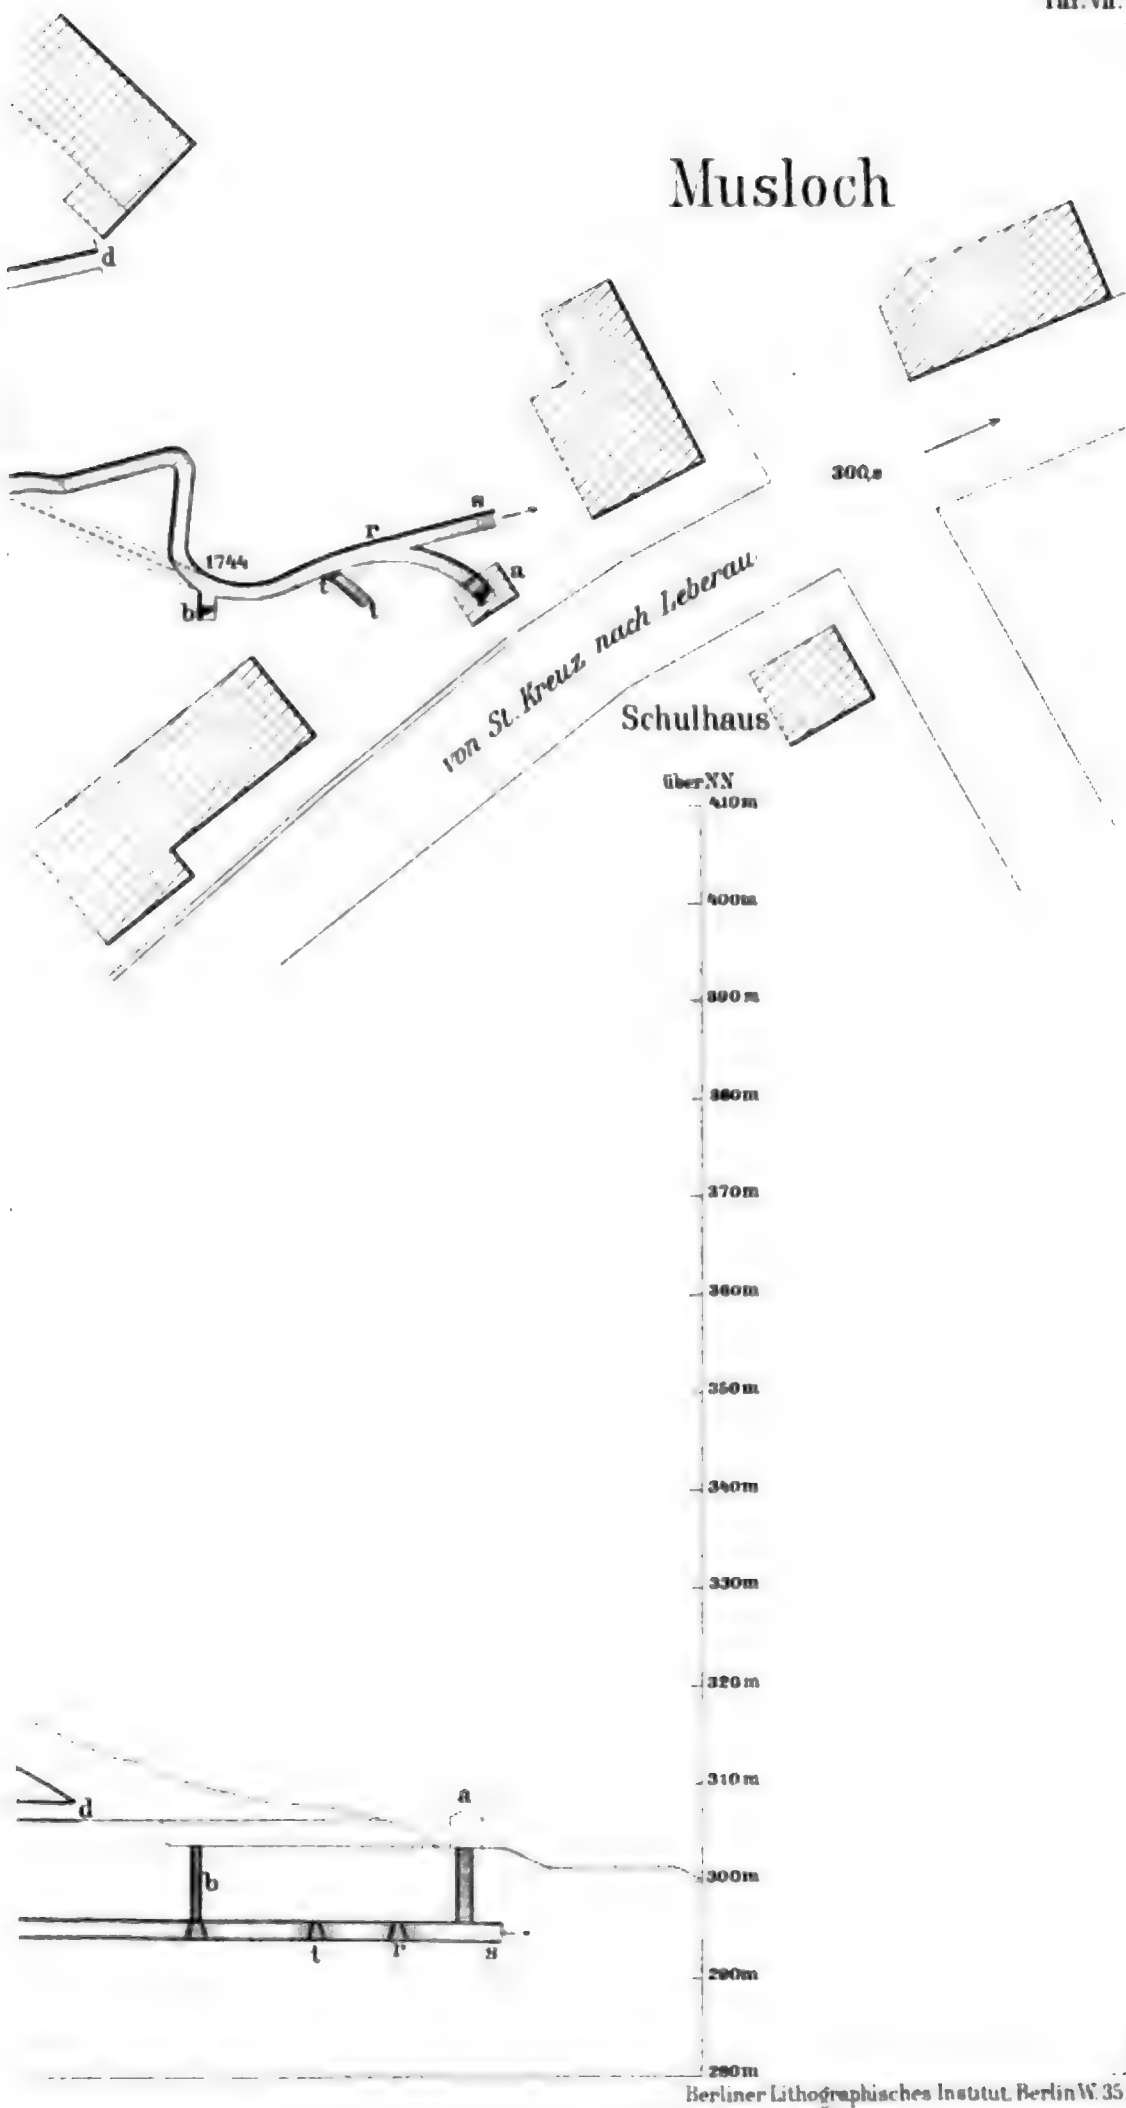 Taf. VII.
Musloch
d
300,8
s
r
1744
a
t
t
b
von St. Kreuz nach Leberau
Schulhaus
über NN
410m
400m
390m
380m
370m
360m
350m
340m
330m
320m
310m
a
d
300m
b
t
r
s
290m
280m
Berliner Lithographisches Institut, Berlin W. 35